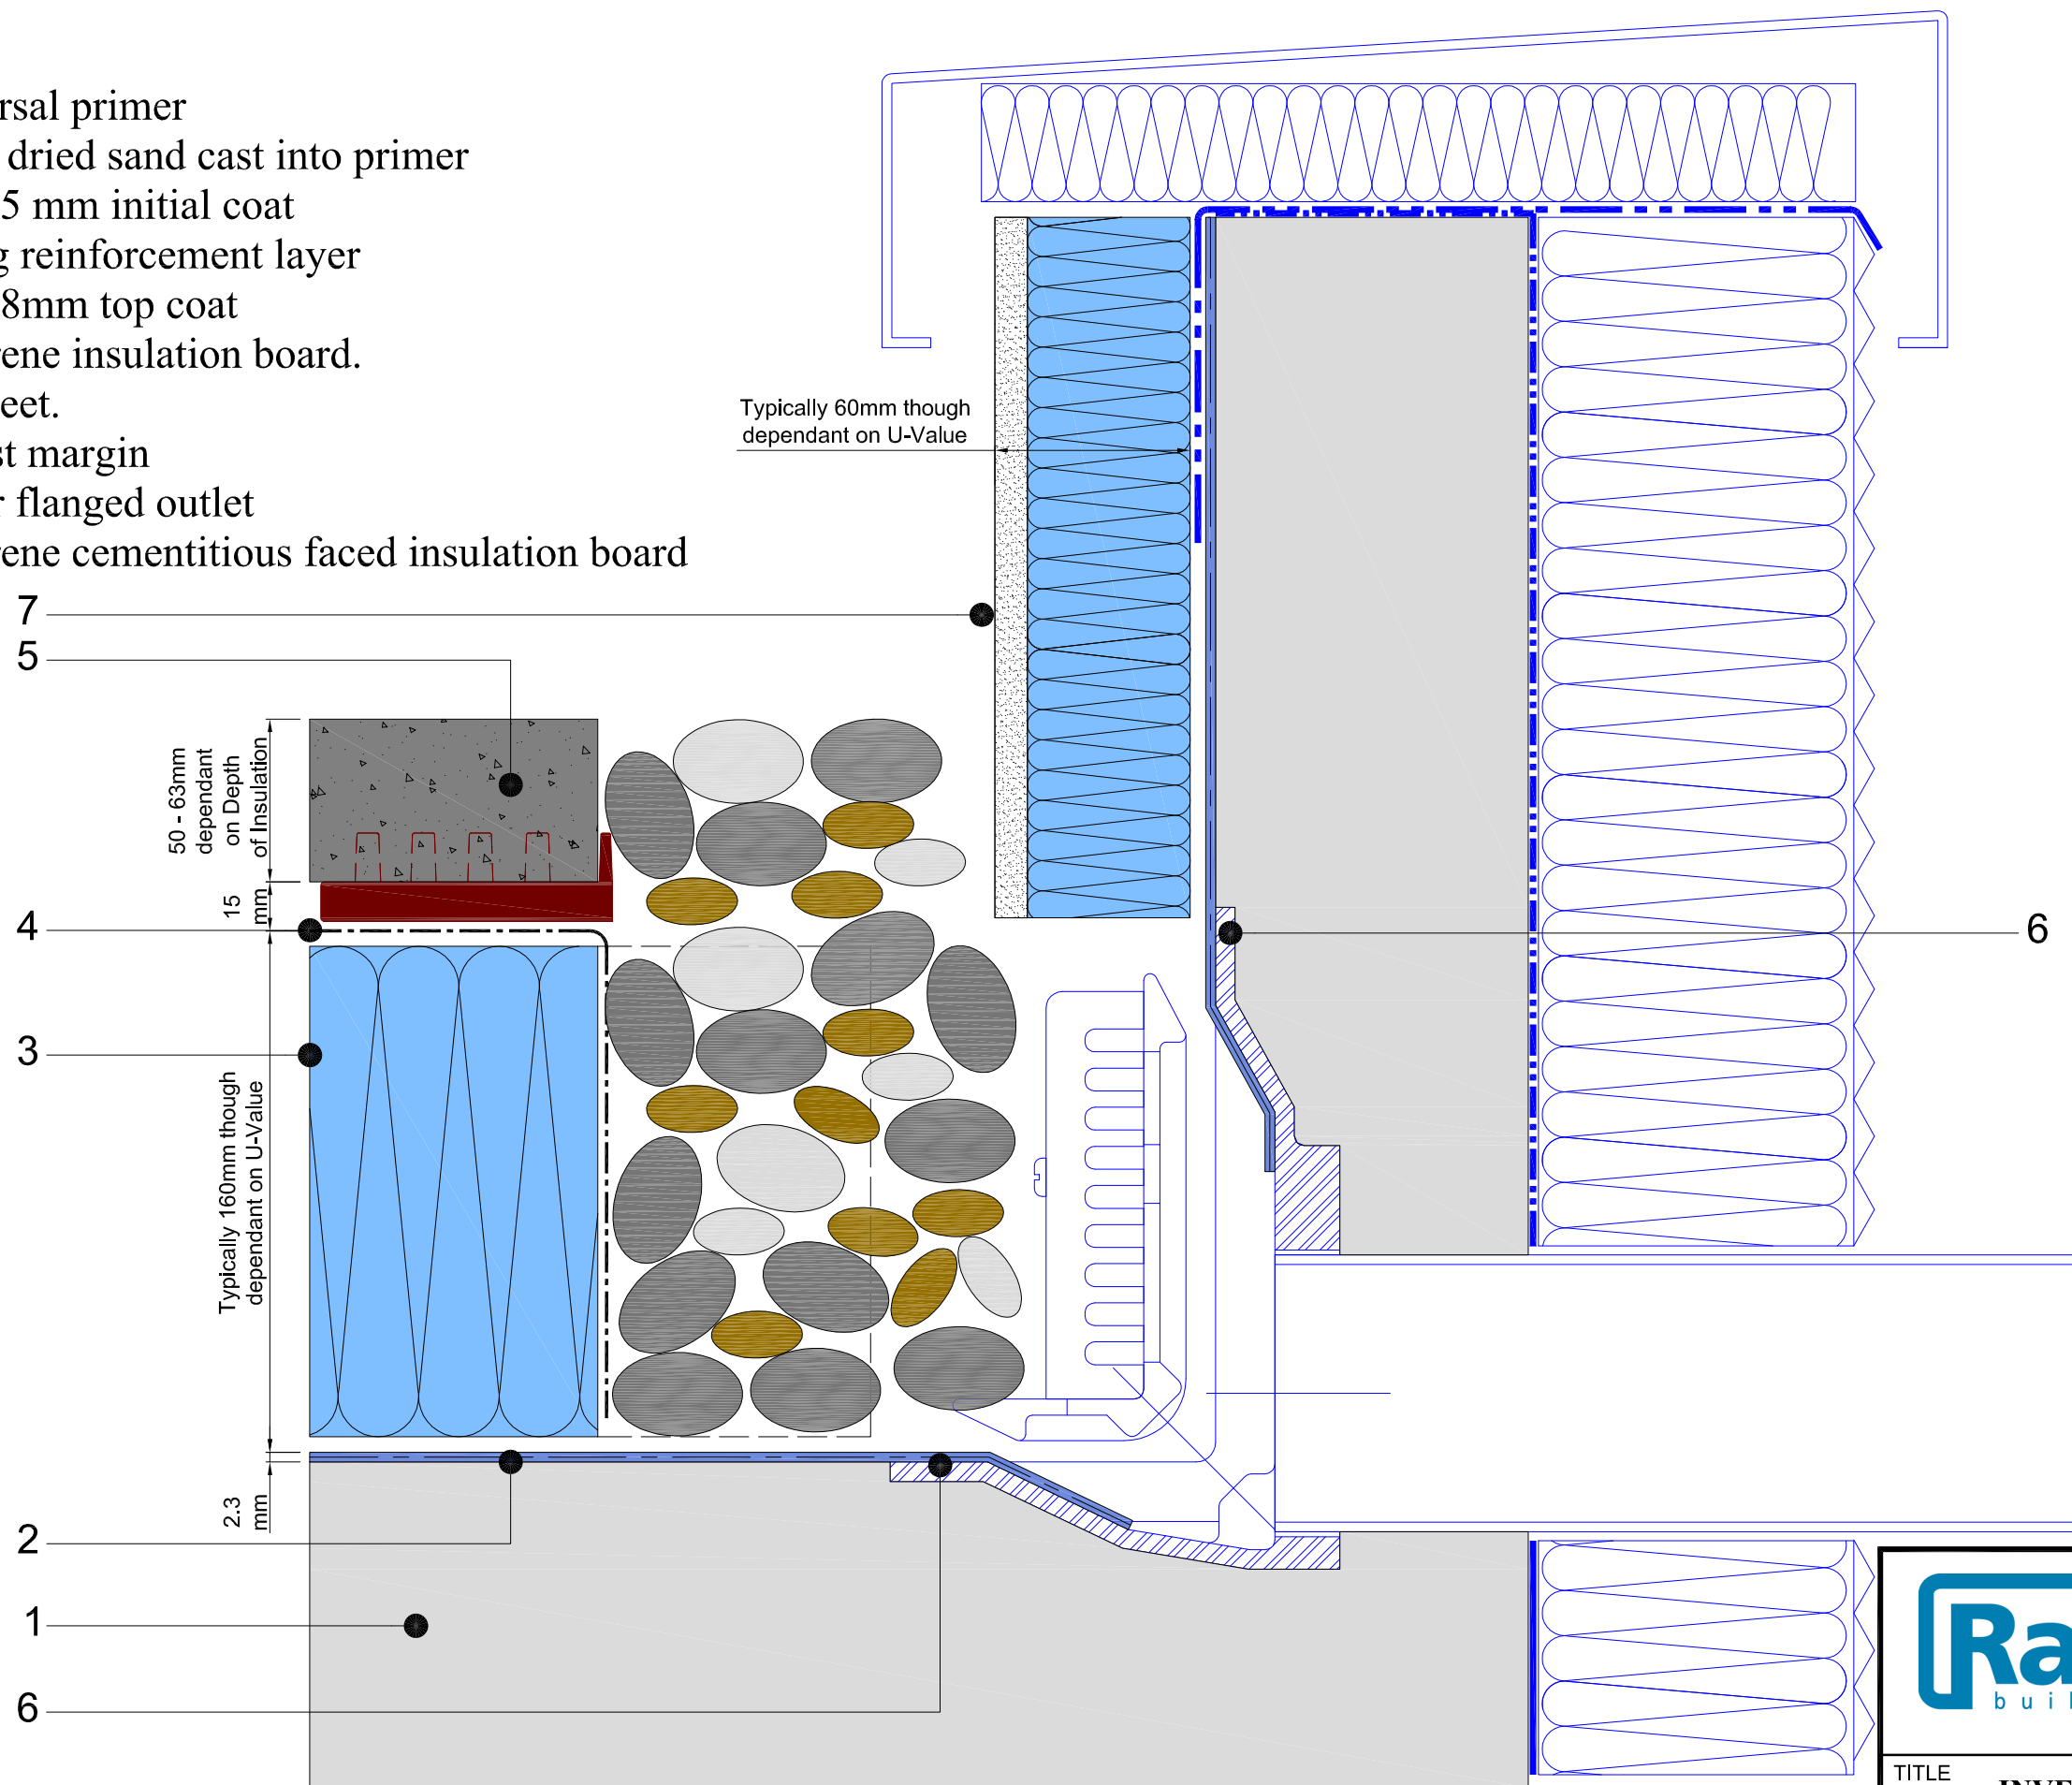 rsal primer
dried sand cast into primer
5 mm initial coat
g reinforcement layer
8mm top coat
rene insulation board.
eet.
st margin
r flanged outlet
rene cementitious faced insulation board
Typically 60mm though
dependant on U-Value
7
5
50 - 63mm
dependant
on Depth
of Insulation
15
mm
4
6
3
Typically 160mm though
dependant on U-Value
2.3
mm
2
1
6
Ra
buil
TITLE